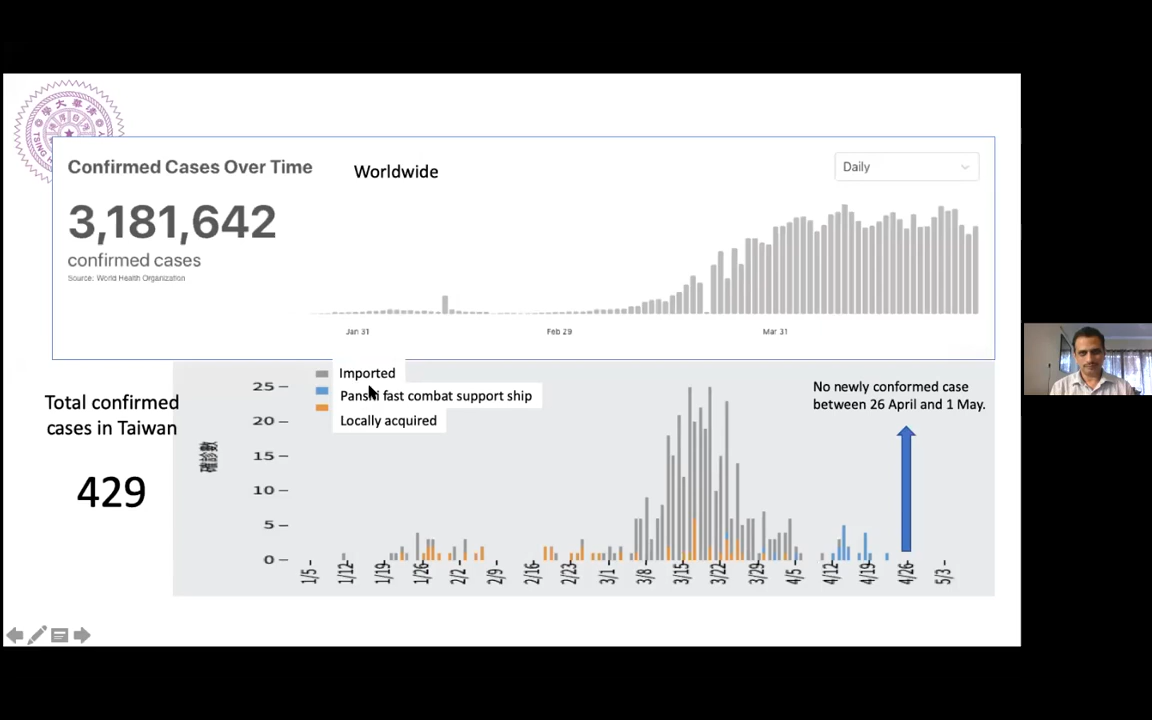 Confirmed Cases Over Time
Worldwide
Daily
3,181,642
confirmed cases
Source: World Health Organization
Jan 31
Feb 29
Mar 31
Total confirmed
cases in Taiwan
429
Imported
fast combat support ship
Locally acquired
No newly conformed case
between 26 April and 1 May.
確診數
25
20
15
10
5
0
1/5
1/12
1/19
1/26
2/2
2/9
2/16
2/23
3/1
3/8
3/15
3/22
3/29
4/5
4/12
4/19
4/26
5/3